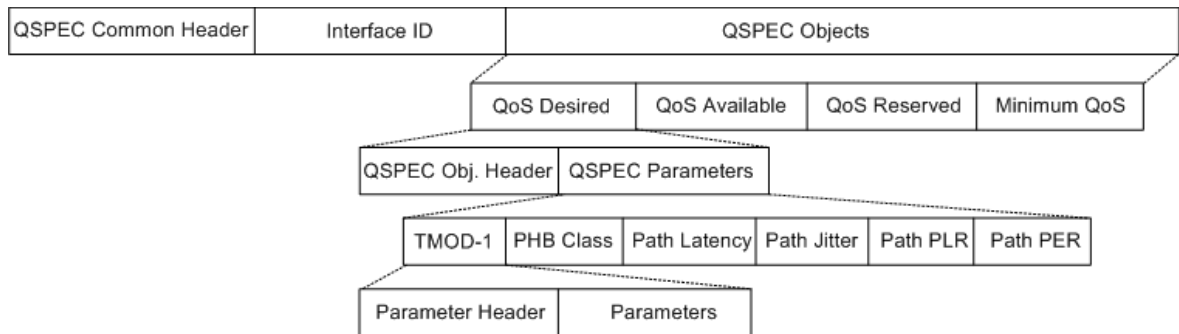 QSPEC Common Header Interface ID QSPEC Objects
QoS Desired QoS Available QoS Reserved Minimum QoS
QSPEC Obj. Header QSPEC Parameters
TMOD-1 PHB Class Path Latency Path Jitter Path PLR Path PER
Parameter Header Parameters